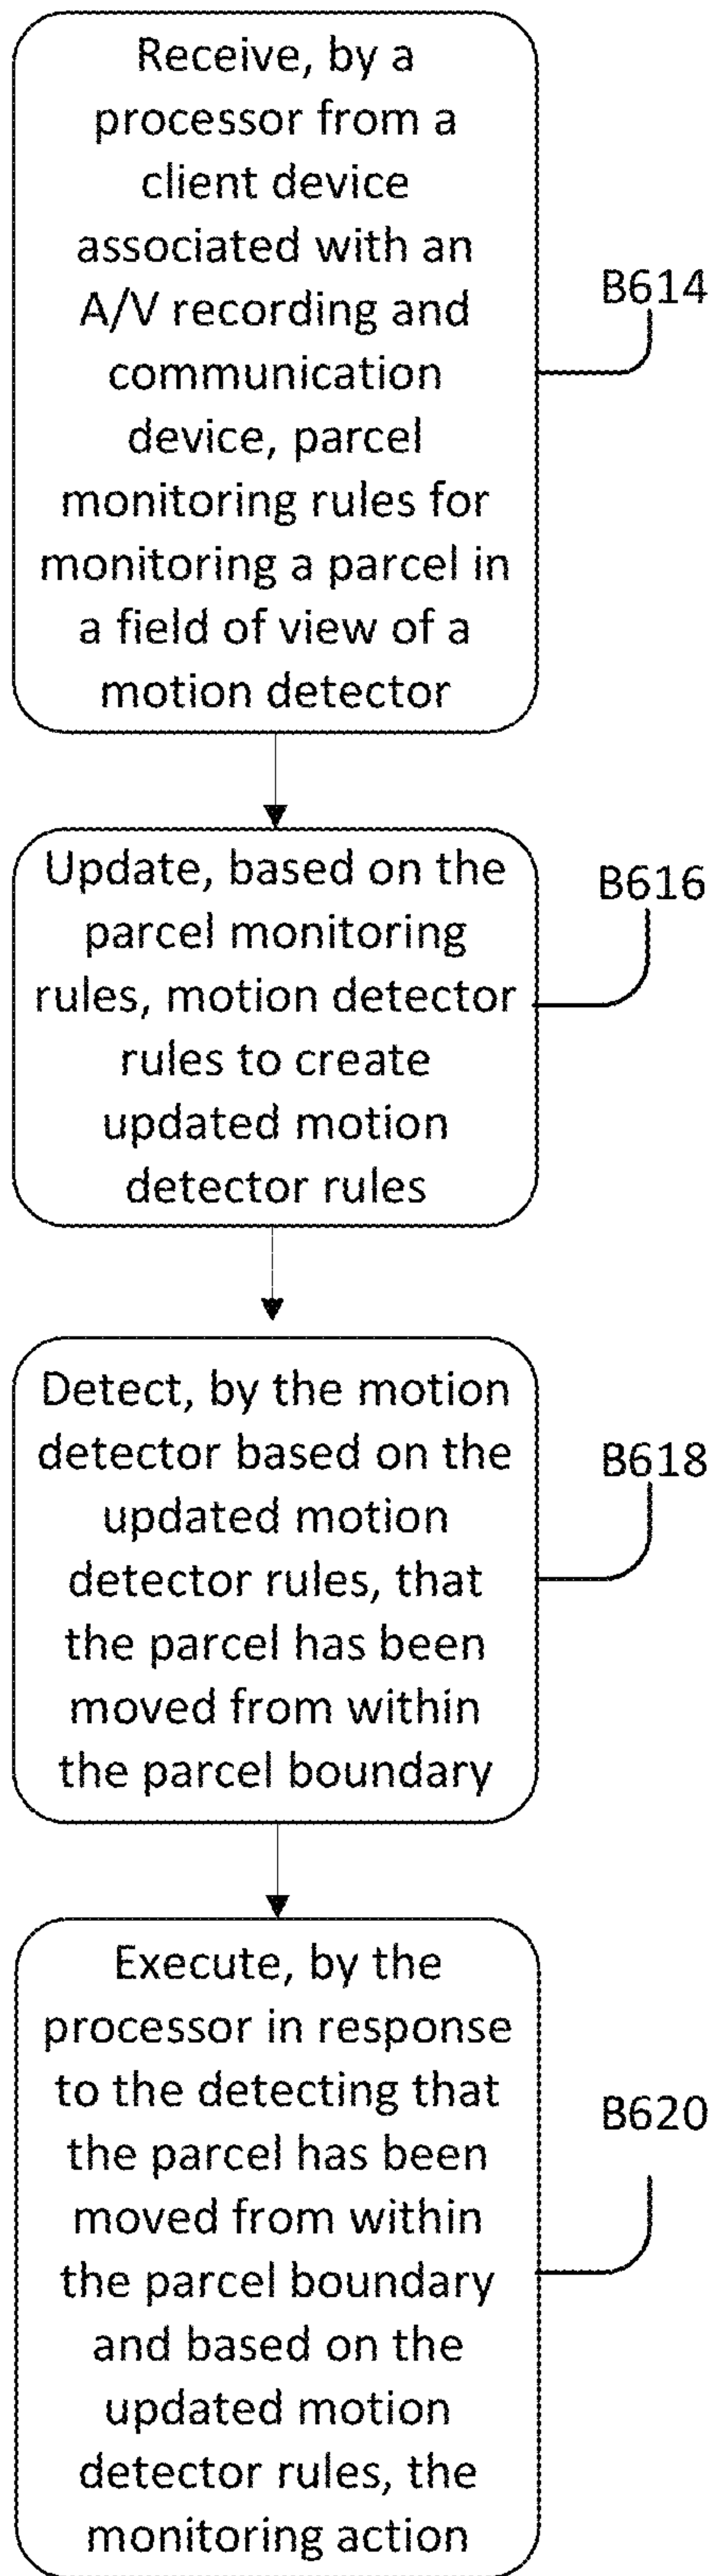 Receive, by a
processor from a
client device
associated with an
A/V recording and
communication
device, parcel
monitoring rules for
monitoring a parcel in
a field of view of a
motion detector
B614
Update, based on the
parcel monitoring
rules, motion detector
rules to create
updated motion
detector rules
B616
Detect, by the motion
detector based on the
updated motion
detector rules, that
the parcel has been
moved from within
the parcel boundary
B618
Execute, by the
processor in response
to the detecting that
the parcel has been
moved from within
the parcel boundary
and based on the
updated motion
detector rules, the
monitoring action
B620